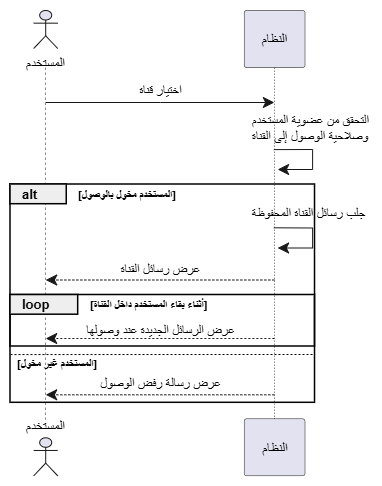 النظام
المستخدم
اختيار قناة
التحقق من عضوية المستخدم
وصلاحية الوصول إلى القناة
alt [المستخدم مخول بالوصول]
جلب رسائل القناة المحفوظة
عرض رسائل القناة
loop [أثناء بقاء المستخدم داخل القناة]
عرض الرسائل الجديدة عند وصولها
[المستخدم غير مخول]
عرض رسالة رفض الوصول
المستخدم
النظام